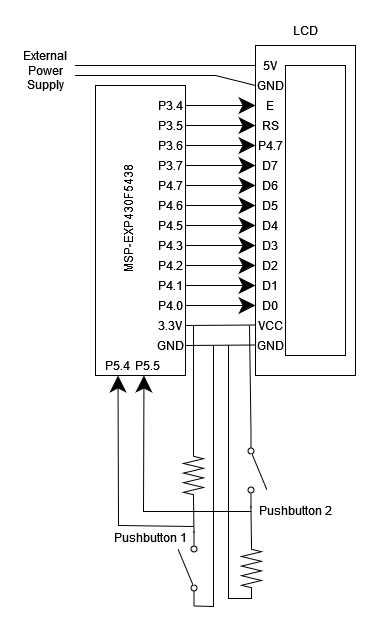 LCD
External
Power
Supply
5V
GND
P3.4
E
P3.5
RS
P3.6
P4.7
P3.7
D7
P4.7
D6
P4.6
D5
P4.5
D4
P4.3
D3
P4.2
D2
P4.1
D1
P4.0
D0
3.3V
VCC
GND
GND
MSP-EXP430F5438
P5.4
P5.5
Pushbutton 2
Pushbutton 1